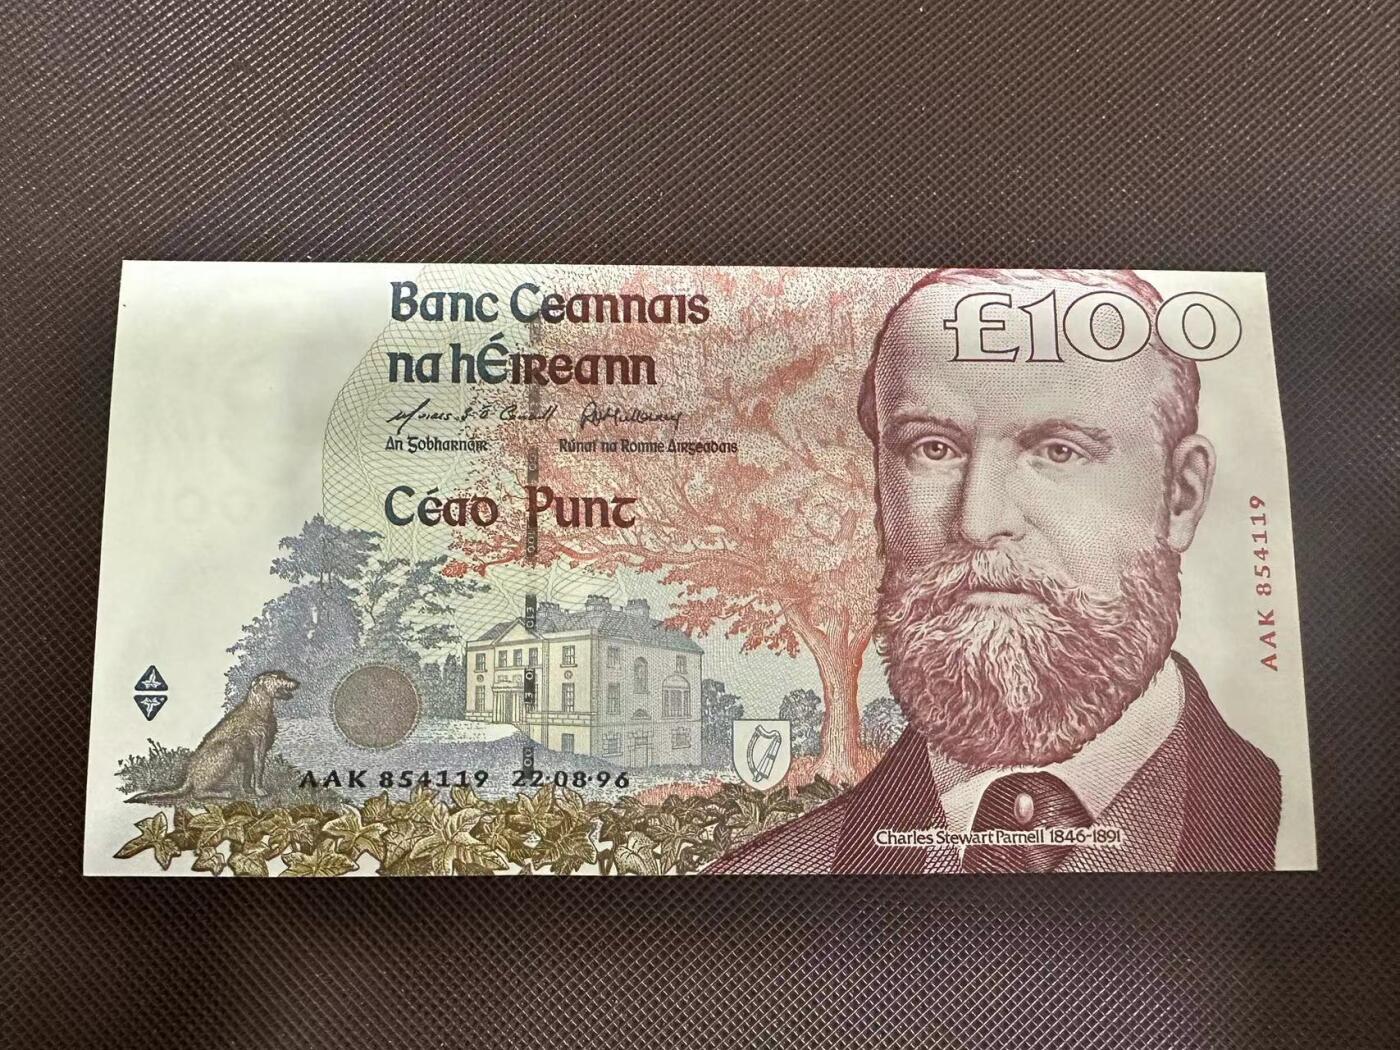 Banc Ceannais
na hÉireann
£100
An Gobharnóir
Rúnaí na Roinne Airgeadais
Céad Punt
AAK 854119
AAK 854119 22·08·96
Charles Stewart Parnell 1846-1891